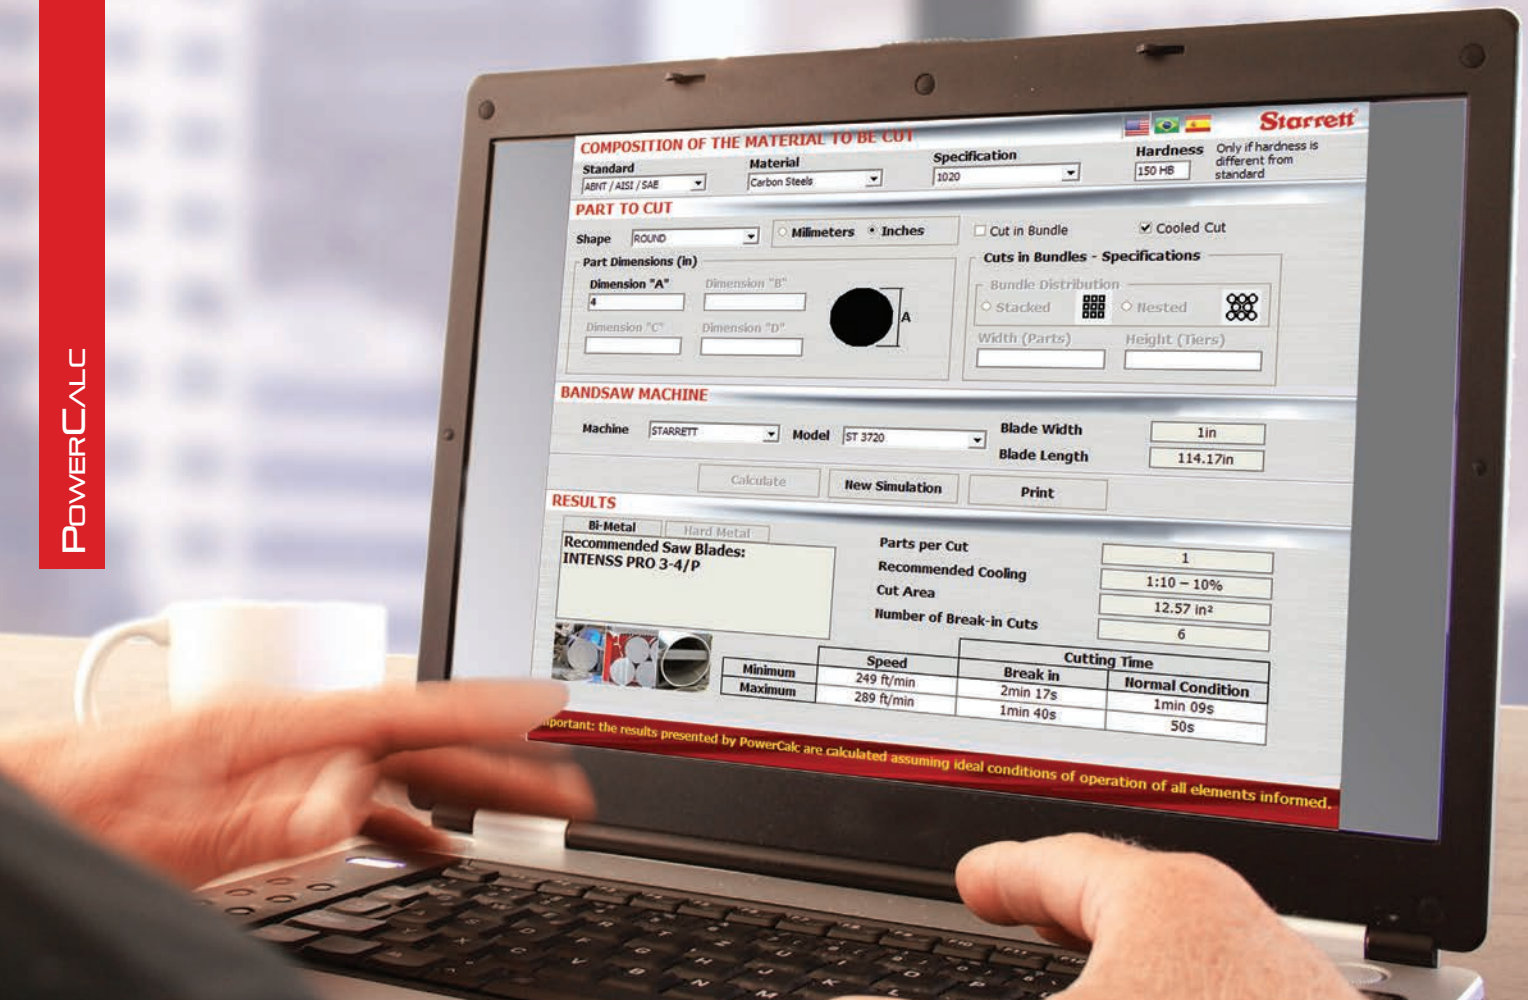 POWERCALC
Starrett
COMPOSITION OF THE MATERIAL TO BE CUT
Standard Material Specification Hardness Only if hardness is
different from
standard
ABNT / AISI / SAE Carbon Steels 1020 150 HB
PART TO CUT
Shape ROUND Milimeters Inches Cut in Bundle Cooled Cut
Part Dimensions (in) Cuts in Bundles - Specifications
Dimension "A" Dimension "B" Bundle Distribution
4
A
Stacked Nested
Dimension "C" Dimension "D" Width (Parts) Height (Tiers)
BANDSAW MACHINE
Machine STARRETT Model ST 3720 Blade Width 1in
Blade Length 114.17in
Calculate New Simulation Print
RESULTS
Bi-Metal Hard Metal
Recommended Saw Blades:
INTENSS PRO 3-4/P
Parts per Cut 1
Recommended Cooling 1:10 – 10%
Cut Area 12.57 in²
Number of Break-in Cuts 6
Cutting Time
Speed Break in Normal Condition
Minimum 249 ft/min 2min 17s 1min 09s
Maximum 289 ft/min 1min 40s 50s
mportant: the results presented by PowerCalc are calculated assuming ideal conditions of operation of all elements informed.